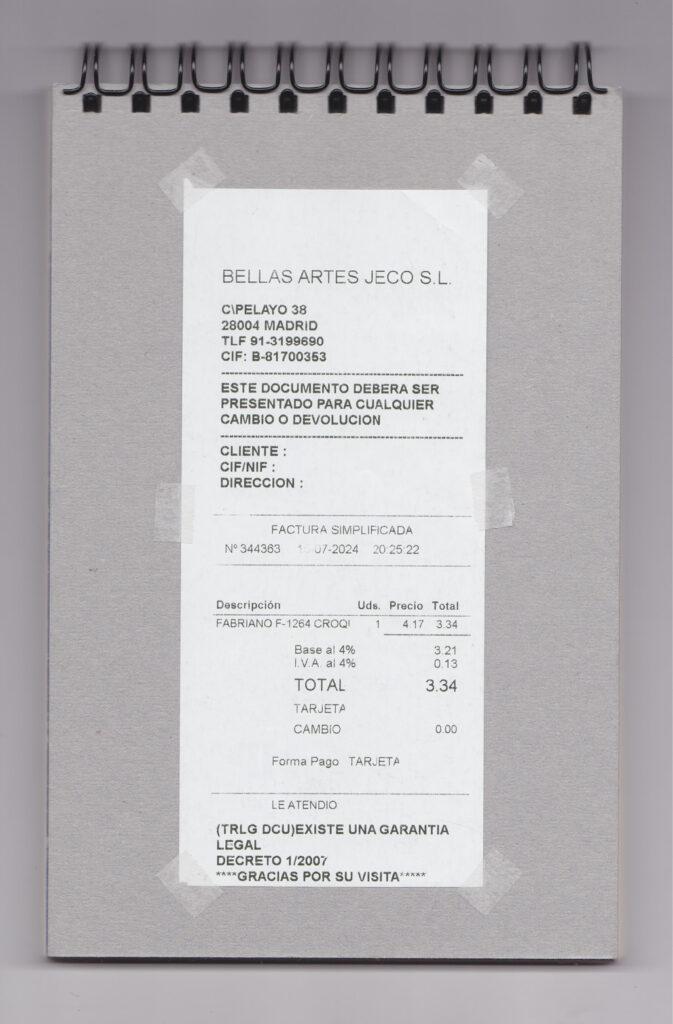 BELLAS ARTES JECO S.L.
C\PELAYO 38
28004 MADRID
TLF 91-3199690
CIF: B-81700353
ESTE DOCUMENTO DEBERA SER
PRESENTADO PARA CUALQUIER
CAMBIO O DEVOLUCION
CLIENTE :
CIF/NIF :
DIRECCION :
FACTURA SIMPLIFICADA
Nº 344363 -07-2024 20:25:22
Descripción Uds. Precio Total
FABRIANO F-1264 CROQI 1 4.17 3.34
Base al 4% 3.21
I.V.A. al 4% 0.13
TOTAL 3.34
TARJETA
CAMBIO 0.00
Forma Pago TARJETA
LE ATENDIO
(TRLG DCU)EXISTE UNA GARANTIA
LEGAL
DECRETO 1/2007
****GRACIAS POR SU VISITA*****